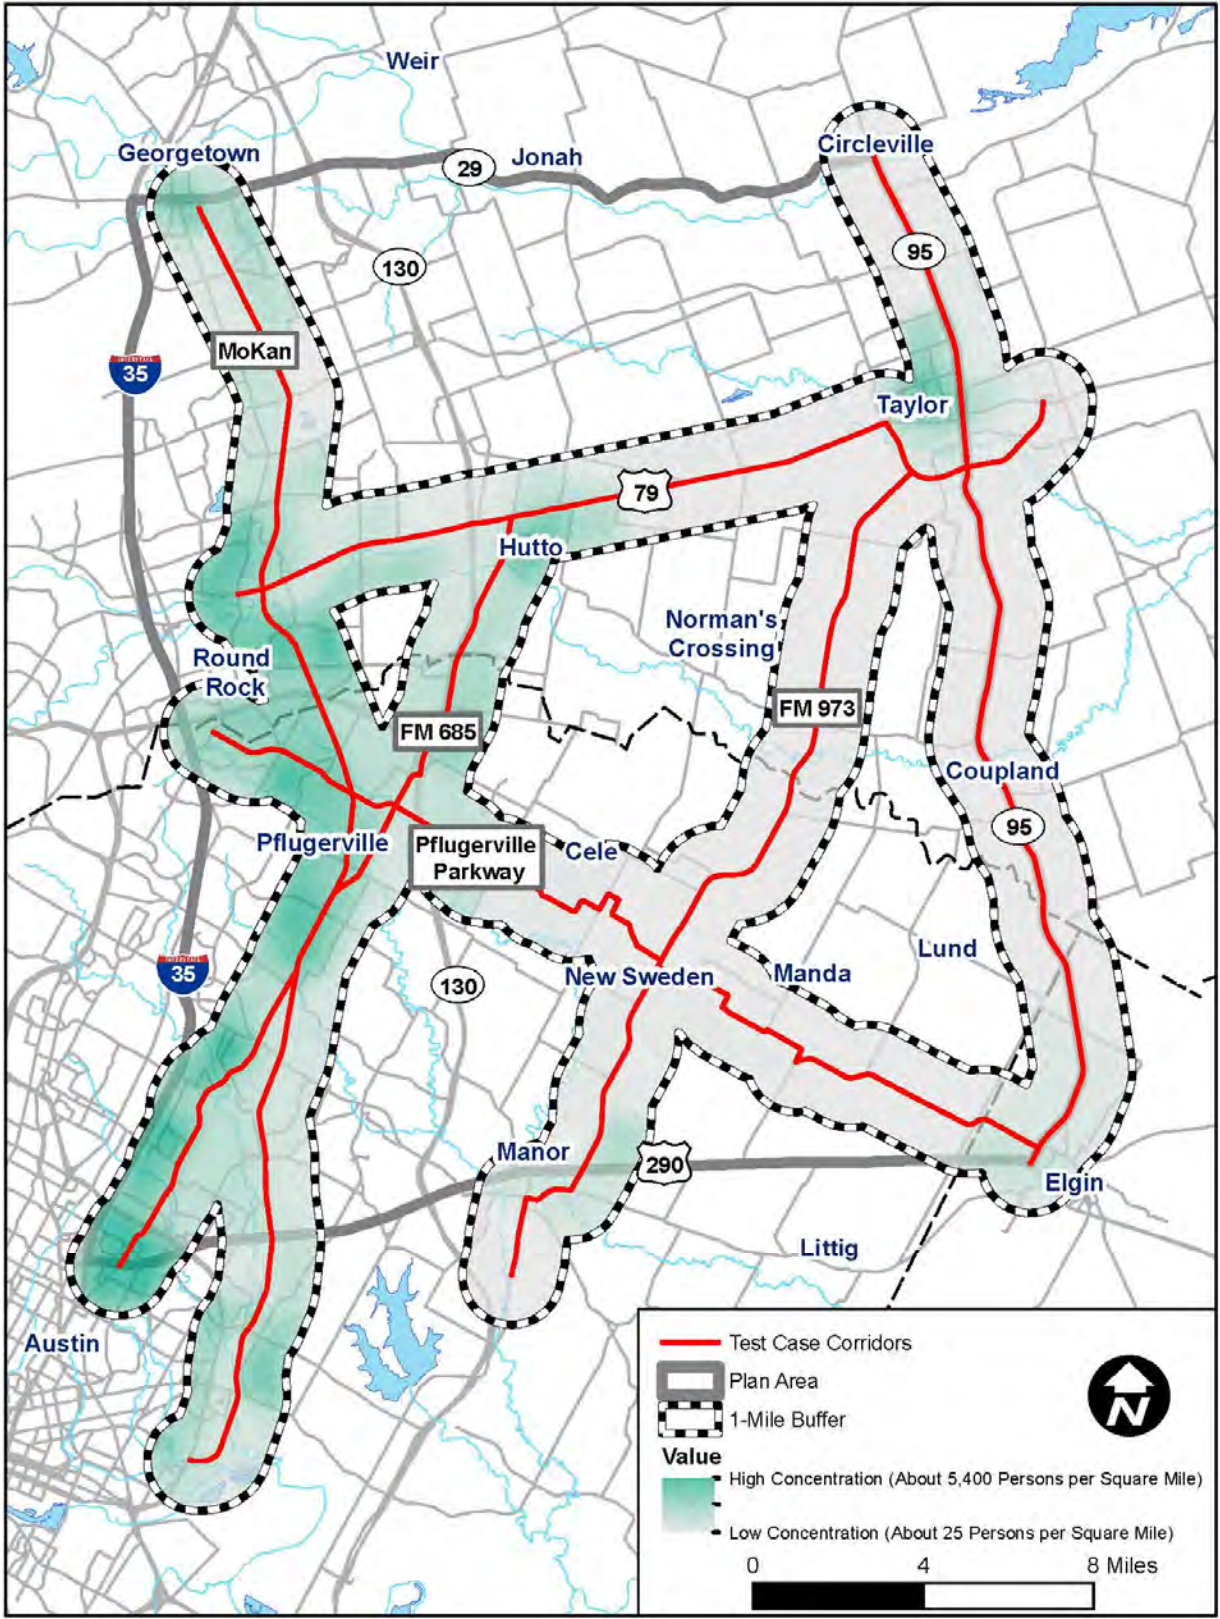 Weir
Georgetown
29
Jonah
Circleville
130
95
MoKan
INTERSTATE
35
Taylor
79
Hutto
Norman's
Crossing
Round
Rock
FM 973
FM 685
Coupland
95
Pflugerville
Pflugerville
Parkway
Cele
Lund
INTERSTATE
35
130
New Sweden
Manda
Manor
290
Elgin
Littig
Austin
Test Case Corridors
Plan Area
1-Mile Buffer
N
Value
High Concentration (About 5,400 Persons per Square Mile)
Low Concentration (About 25 Persons per Square Mile)
0 4 8 Miles